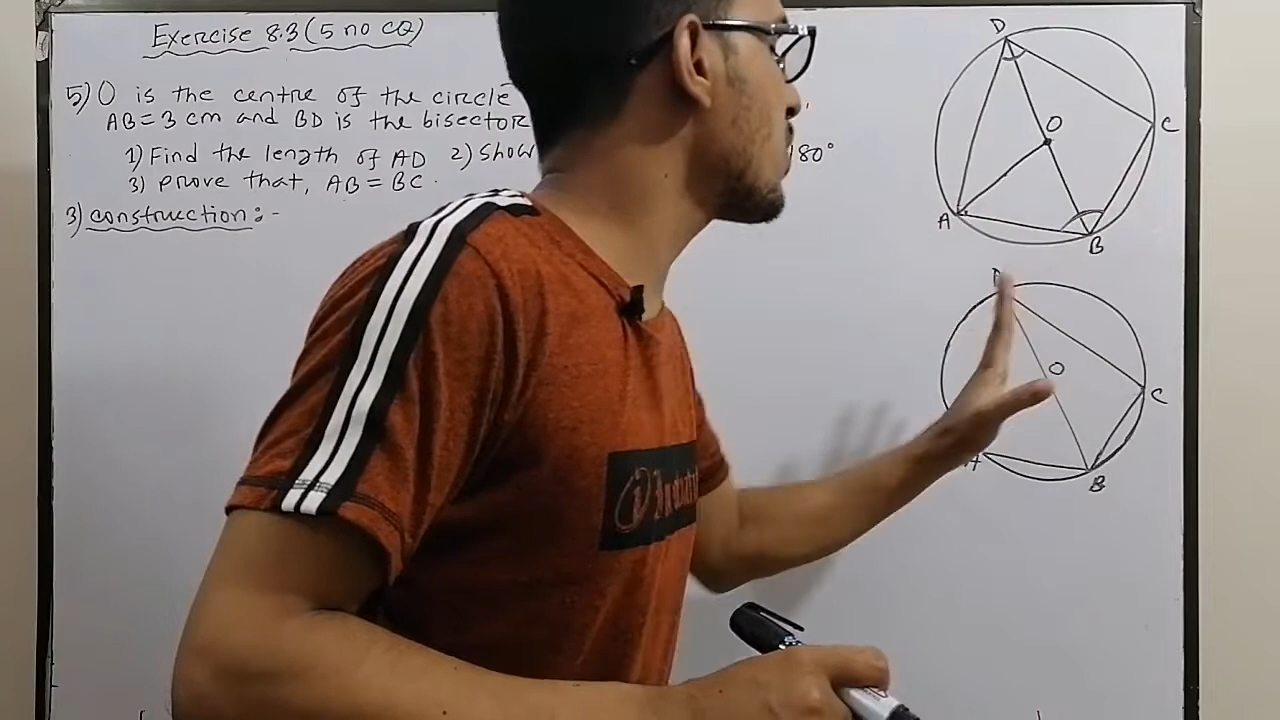 Exercise 8.3 (5 no CQ)
5) O is the centre of the circle
AB = 3 cm and BD is the bisector
1) Find the length of AD 2) Show 180°
3) prove that, AB = BC.
3) construction:-
D
O
C
A
B
D
O
C
A
B